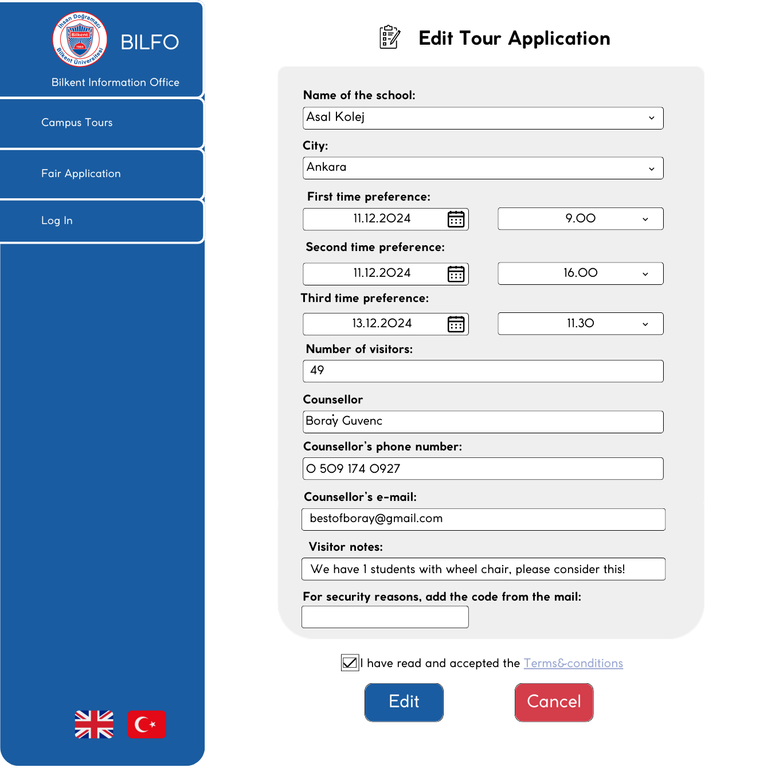 İhsan Doğramacı
Bilkent
Bilkent Üniversitesi
BILFO
Bilkent Information Office
Campus Tours
Fair Application
Log In
Edit Tour Application
Name of the school:
Asal Kolej
City:
Ankara
First time preference:
11.12.2024 9.00
Second time preference:
11.12.2024 16.00
Third time preference:
13.12.2024 11.30
Number of visitors:
49
Counsellor
Boray Guvenc
Counsellor's phone number:
0 509 174 0927
Counsellor's e-mail:
bestofboray@gmail.com
Visitor notes:
We have 1 students with wheel chair, please consider this!
For security reasons, add the code from the mail:
I have read and accepted the Terms&conditions
Edit Cancel